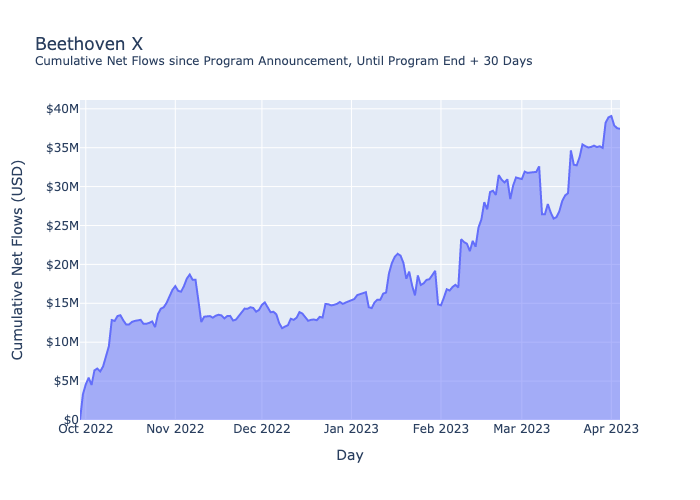 Beethoven X
Cumulative Net Flows since Program Announcement, Until Program End + 30 Days
Cumulative Net Flows (USD)
$40M
$35M
$30M
$25M
$20M
$15M
$10M
$5M
$0
Oct 2022
Nov 2022
Dec 2022
Jan 2023
Feb 2023
Mar 2023
Apr 2023
Day